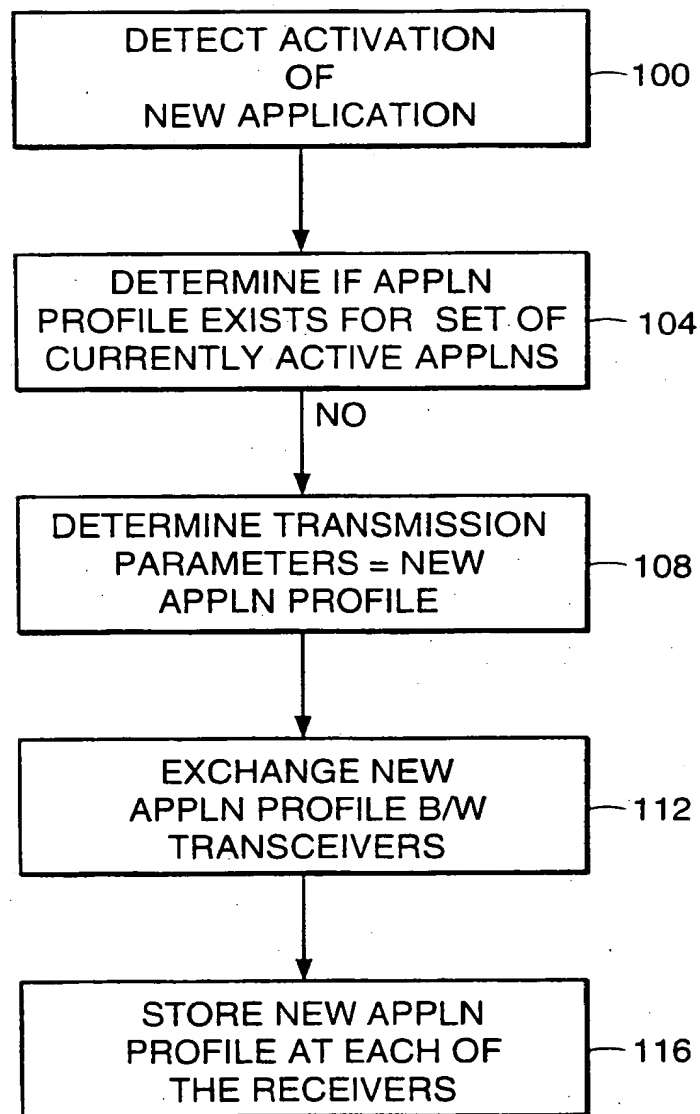 DETECT ACTIVATION
OF
NEW APPLICATION
100
DETERMINE IF APPLN
PROFILE EXISTS FOR SET OF
CURRENTLY ACTIVE APPLNS
104
NO
DETERMINE TRANSMISSION
PARAMETERS = NEW
APPLN PROFILE
108
EXCHANGE NEW
APPLN PROFILE B/W
TRANSCEIVERS
112
STORE NEW APPLN
PROFILE AT EACH OF
THE RECEIVERS
116